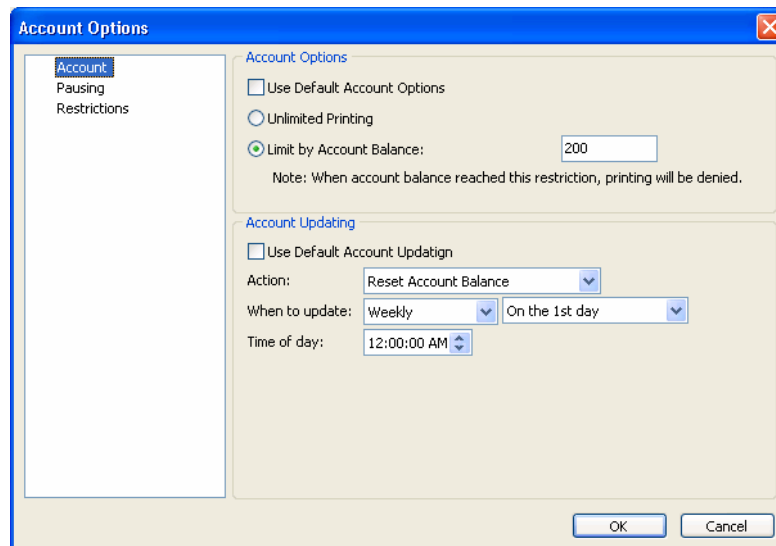 Account Options
Account
Pausing
Restrictions
Account Options
Use Default Account Options
Unlimited Printing
Limit by Account Balance: 200
Note: When account balance reached this restriction, printing will be denied.
Account Updating
Use Default Account Updatign
Action: Reset Account Balance
When to update: Weekly On the 1st day
Time of day: 12:00:00 AM
OK Cancel